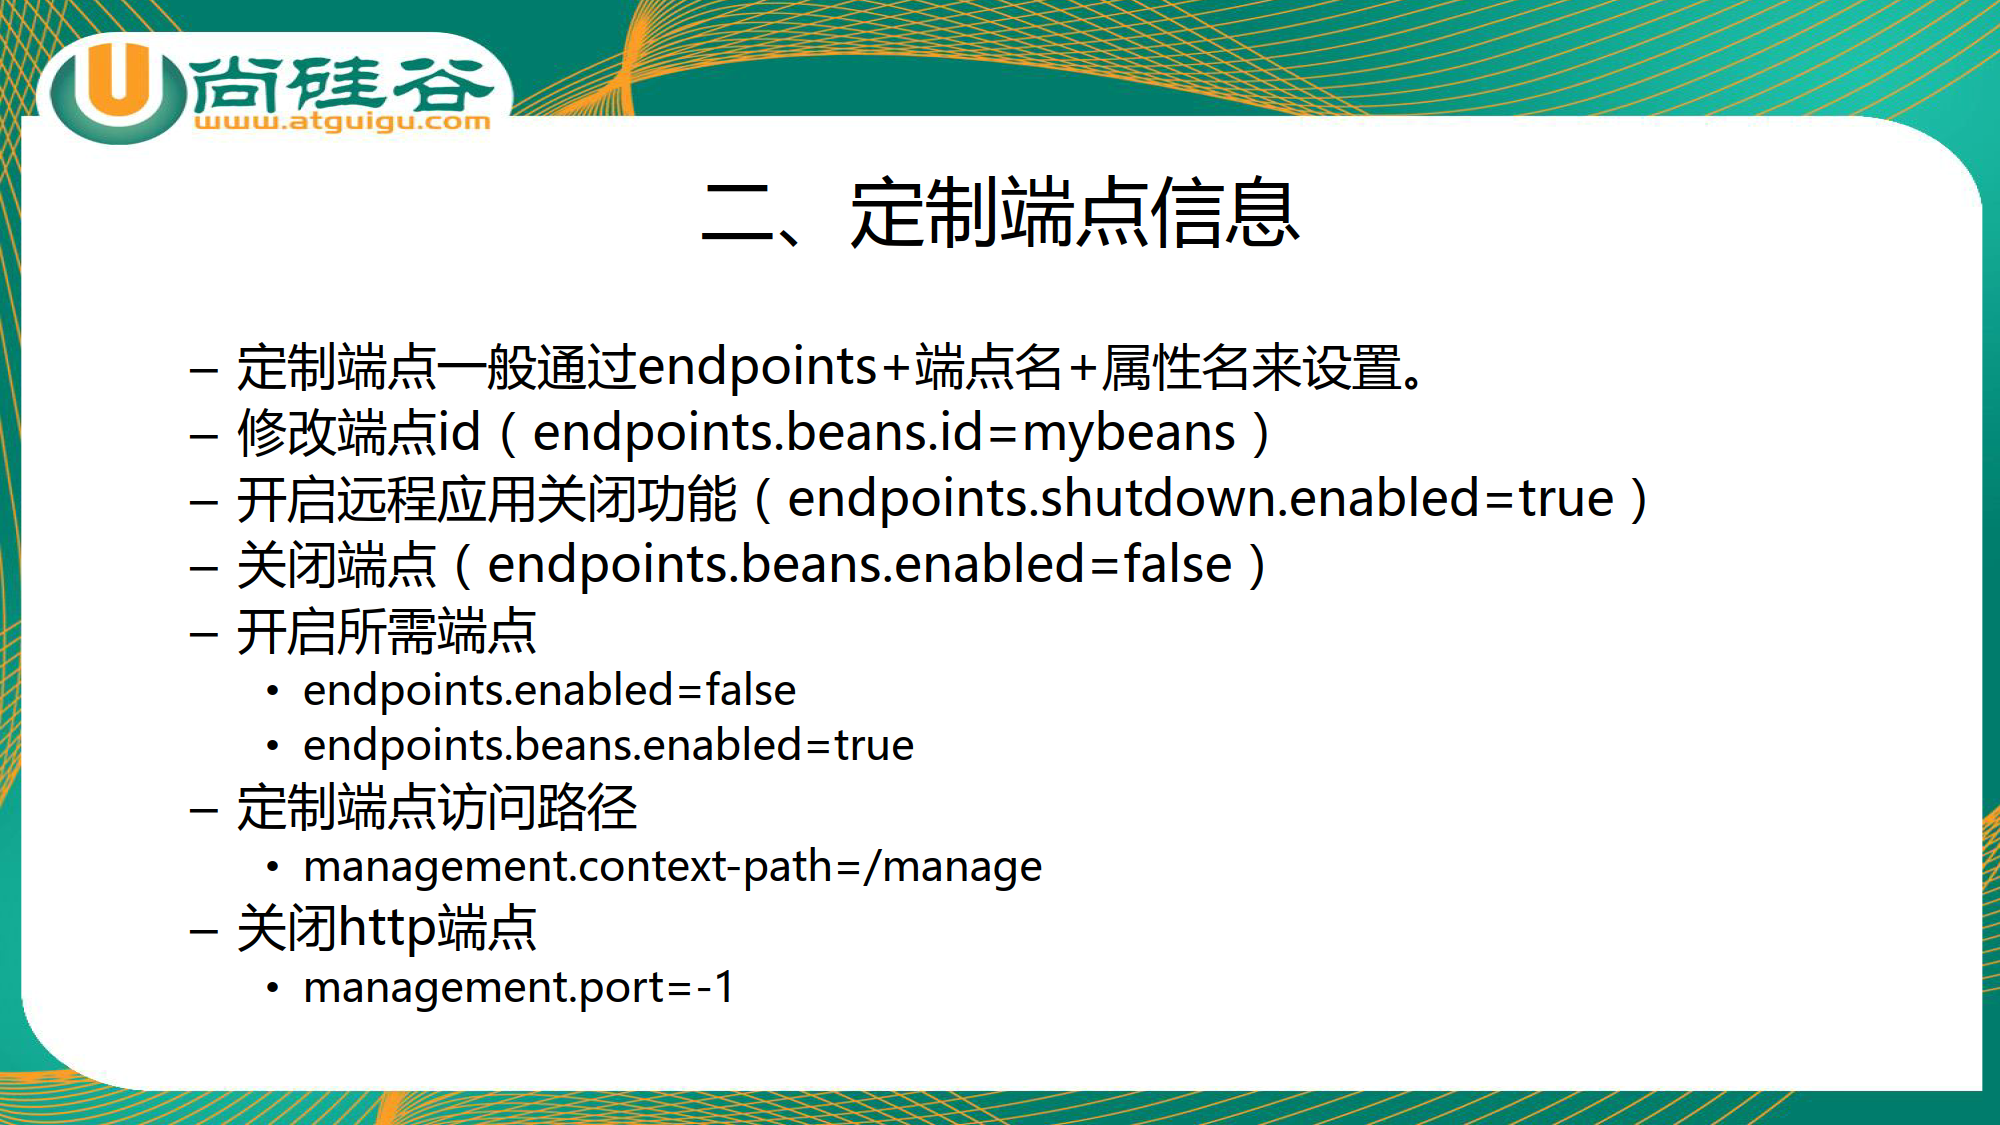 尚硅谷
www.atguigu.com
二、定制端点信息
– 定制端点一般通过endpoints+端点名+属性名来设置。
– 修改端点id（endpoints.beans.id=mybeans）
– 开启远程应用关闭功能（endpoints.shutdown.enabled=true）
– 关闭端点（endpoints.beans.enabled=false）
– 开启所需端点
• endpoints.enabled=false
• endpoints.beans.enabled=true
– 定制端点访问路径
• management.context-path=/manage
– 关闭http端点
• management.port=-1